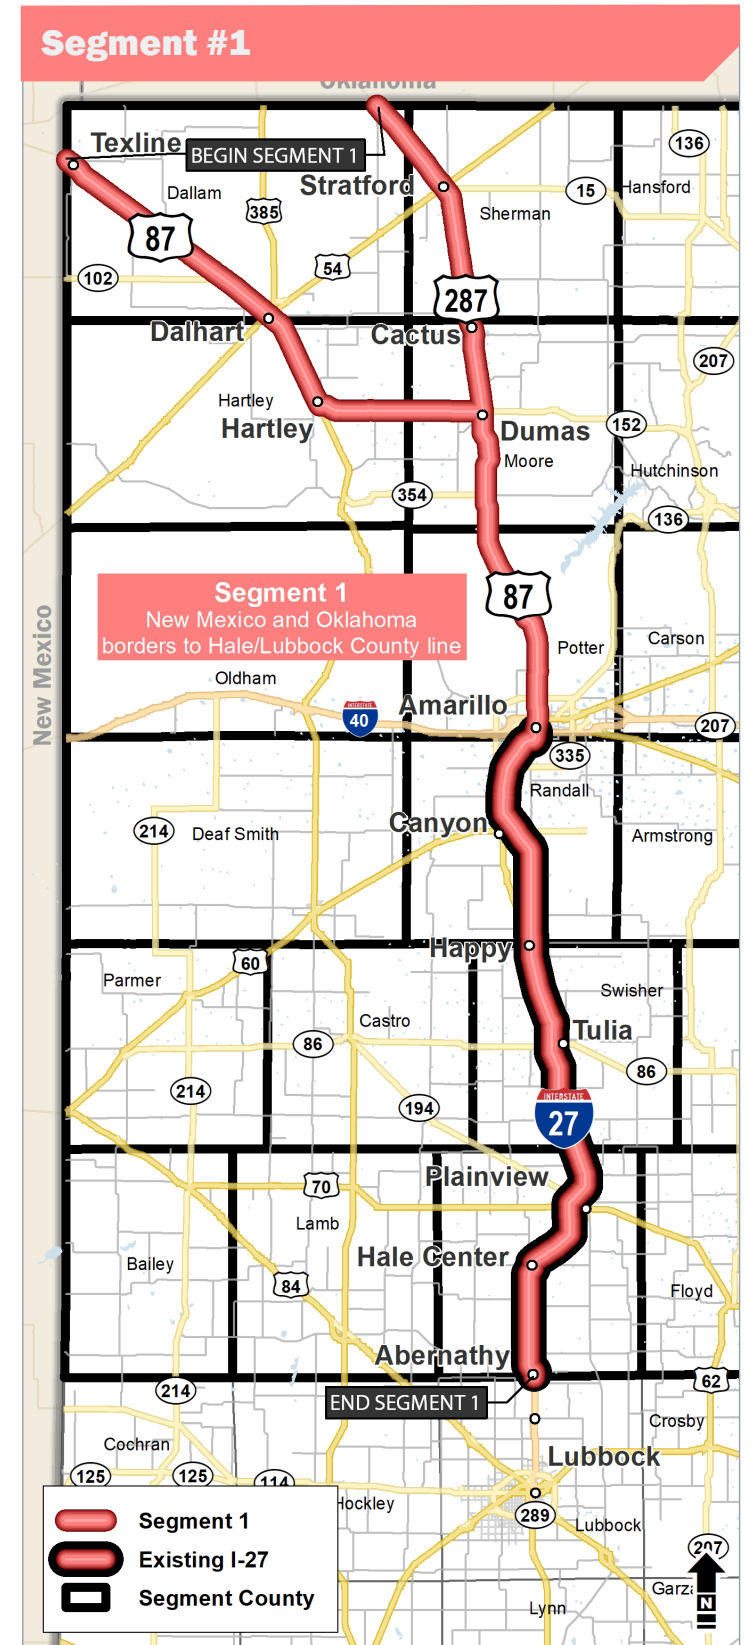 Segment #1
Oklahoma
Texline
BEGIN SEGMENT 1
136
Stratford
15
Hansford
Dallam
385
Sherman
87
54
102
287
Dalhart
Cactus
207
Hartley
Hartley
Dumas
152
Moore
Hutchinson
354
136
Segment 1
New Mexico and Oklahoma
borders to Hale/Lubbock County line
87
New Mexico
Potter
Carson
Oldham
Amarillo
INTERSTATE
40
207
335
Randall
214
Deaf Smith
Canyon
Armstrong
Happy
60
Parmer
Swisher
Castro
Tulia
86
86
214
194
INTERSTATE
27
Plainview
70
Lamb
Hale Center
Bailey
84
Floyd
Abernathy
END SEGMENT 1
62
214
Crosby
Cochran
Lubbock
125
125
114
Hockley
289
Lubbock
207
Segment 1
Existing I-27
Segment County
Garza
N
Lynn